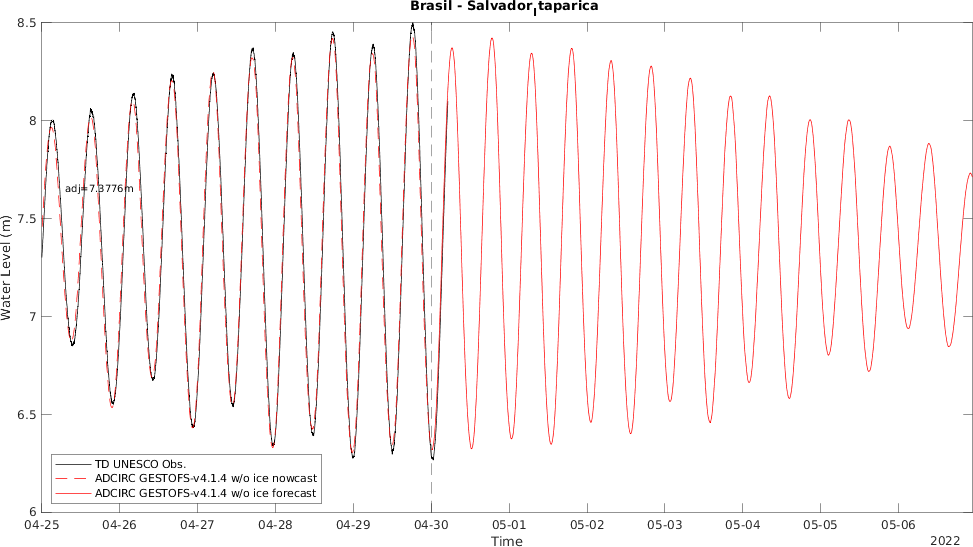 Brasil - Salvador_Itaparica
8.5
8
7.5
7
6.5
6
Water Level (m)
adj=7.3776m
TD UNESCO Obs.
ADCIRC GESTOFS-v4.1.4 w/o ice nowcast
ADCIRC GESTOFS-v4.1.4 w/o ice forecast
04-25 04-26 04-27 04-28 04-29 04-30 05-01 05-02 05-03 05-04 05-05 05-06
Time
2022